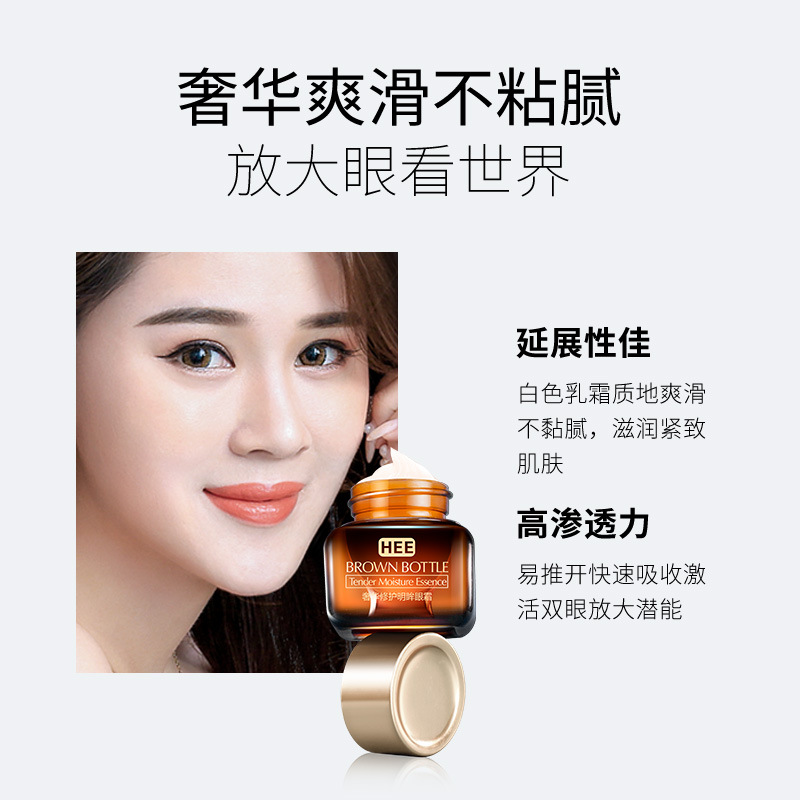 奢华爽滑不粘腻
放大眼看世界
延展性佳
白色乳霜质地爽滑
不黏腻，滋润紧致
肌肤
高渗透力
易推开快速吸收激
活双眼放大潜能
HEE
BROWN BOTTLE
Tender Moisture Essence
奢华修护明眸眼霜